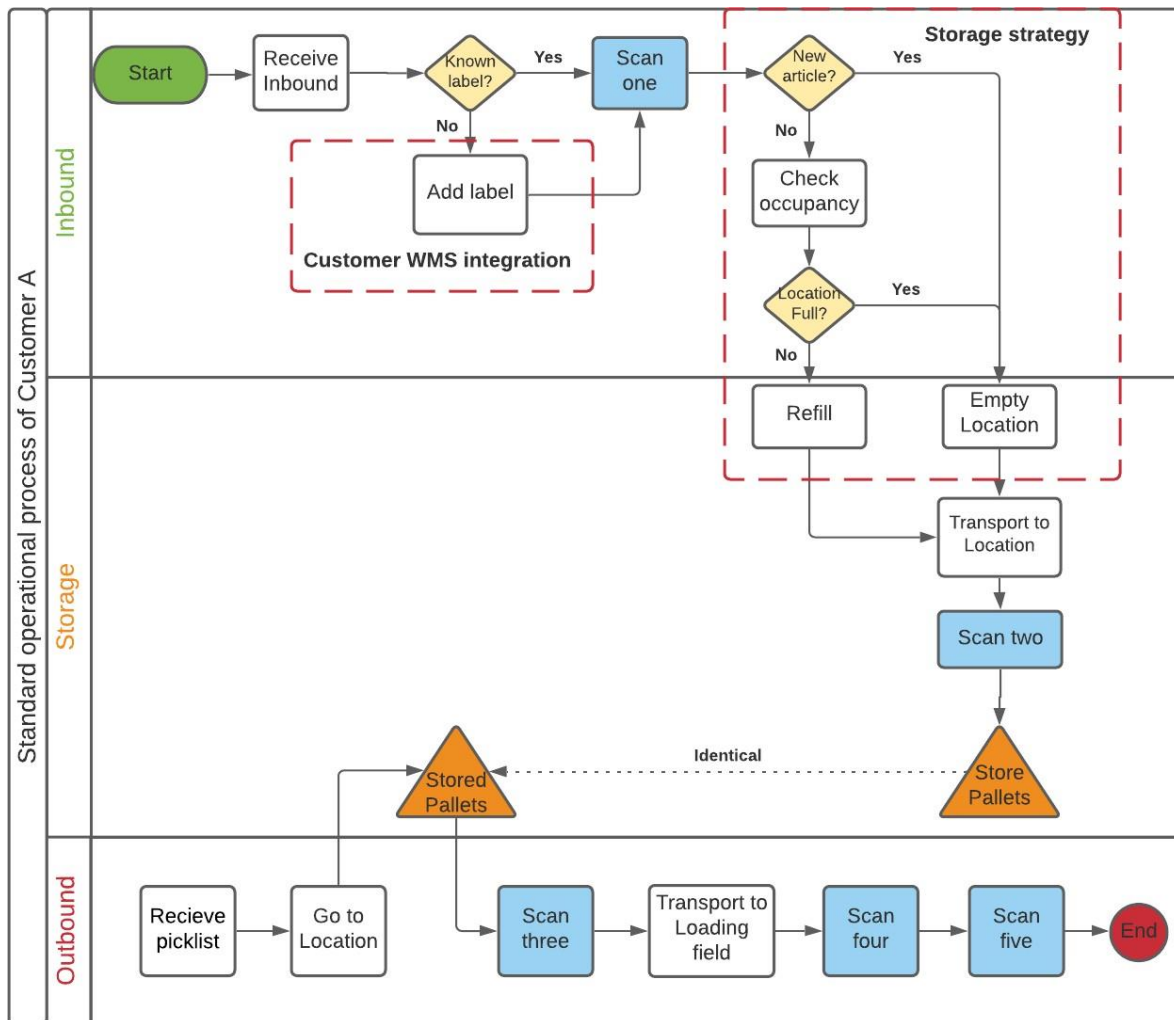 Standard operational process of Customer A
Inbound
Start
Receive
Inbound
Known
label?
Yes
No
Scan
one
Add label
Customer WMS integration
Storage strategy
New
article?
Yes
No
Check
occupancy
Location
Full?
Yes
No
Storage
Refill
Empty
Location
Transport to
Location
Scan two
Store
Pallets
Identical
Stored
Pallets
Outbound
Recieve
picklist
Go to
Location
Scan
three
Transport to
Loading
field
Scan
four
Scan
five
End